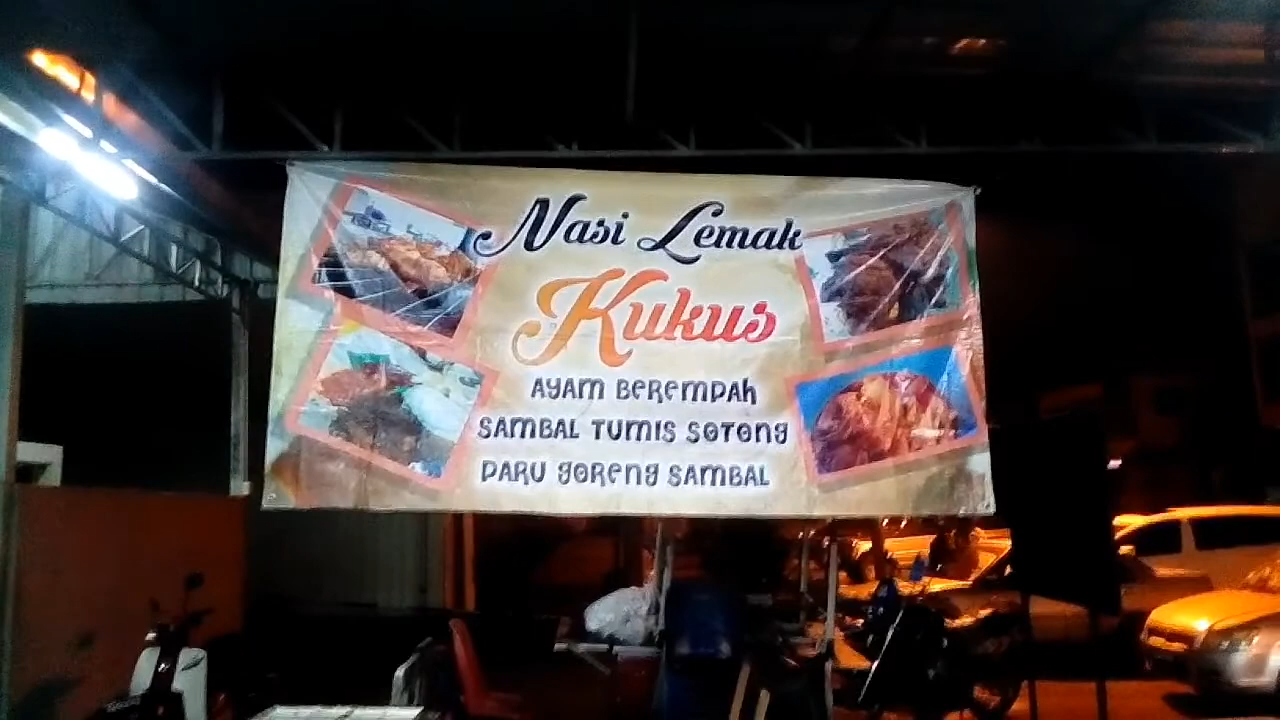 Nasi Lemak
Kukus
AYAM BEREMPAH
SAMBAL TUMIS SOTONG
PARU GORENG SAMBAL